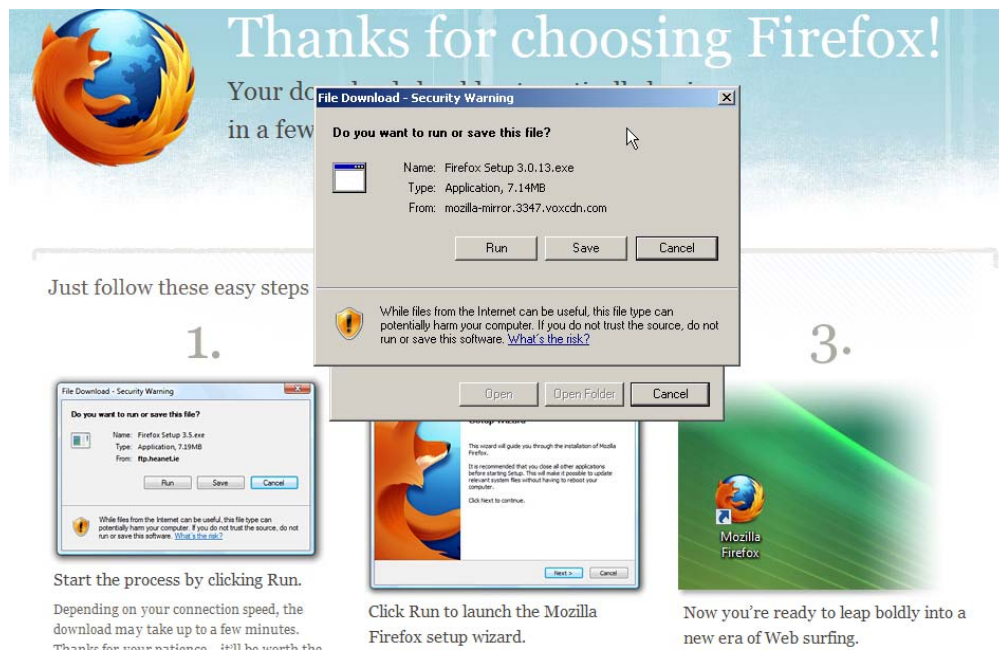 Thanks for choosing Firefox!
Your
in a few
File Download - Security Warning
Do you want to run or save this file?
Name: Firefox Setup 3.0.13.exe
Type: Application, 7.14MB
From: mozilla-mirror.3347.voxcdn.com
Run Save Cancel
While files from the Internet can be useful, this file type can
potentially harm your computer. If you do not trust the source, do not
run or save this software. What's the risk?
Open Open Folder Cancel
Just follow these easy steps
1.
File Download - Security Warning
Do you want to run or save this file?
Name: Firefox Setup 3.5.exe
Type: Application, 7.19MB
From: ftp.heanet.ie
Run Save Cancel
While files from the Internet can be useful, this file type can
potentially harm your computer. If you do not trust the source, do not
run or save this software. What's the risk?
Start the process by clicking Run.
Depending on your connection speed, the
download may take up to a few minutes.
Thanks for your patience – it'll be worth the
Setup Wizard
This wizard will guide you through the installation of Mozilla
Firefox.
It is recommended that you close all other applications
before starting Setup. This will make it possible to update
relevant system files without having to reboot your
computer.
Click Next to continue.
Next > Cancel
Click Run to launch the Mozilla
Firefox setup wizard.
3.
Mozilla
Firefox
Now you're ready to leap boldly into a
new era of Web surfing.